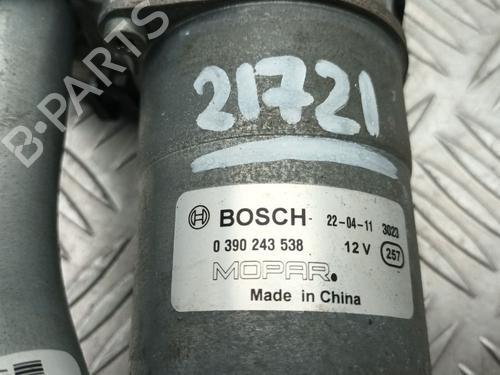 B-PARTS
21721
BOSCH 22-04-11 3023
0 390 243 538 12 V 257
MOPAR.
Made in China